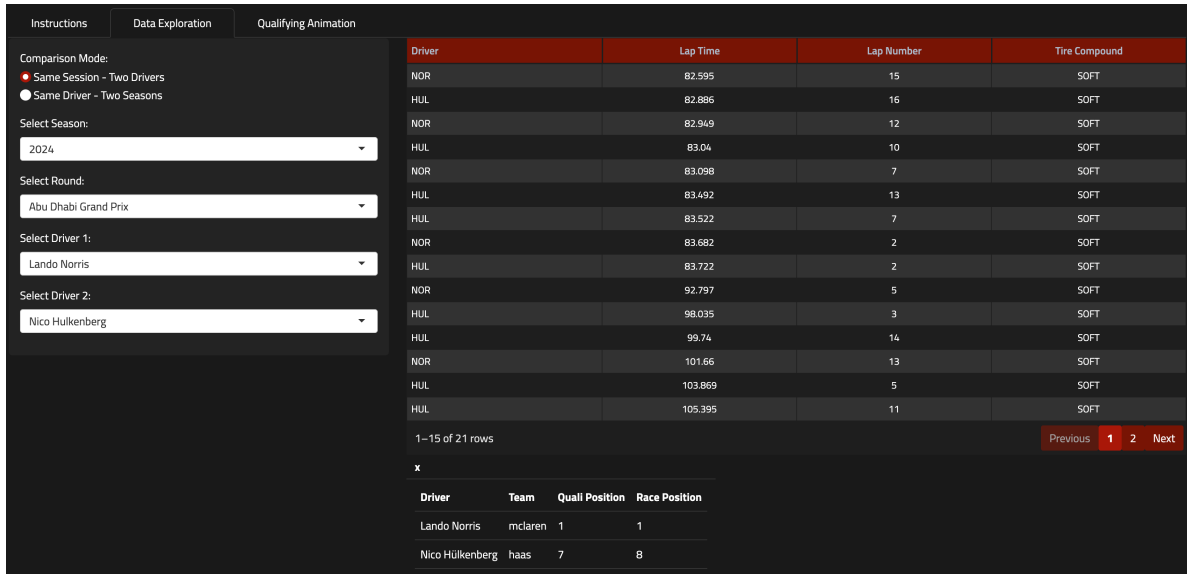 Instructions Data Exploration Qualifying Animation
Comparison Mode:
Same Session - Two Drivers
Same Driver - Two Seasons
Select Season:
2024
Select Round:
Abu Dhabi Grand Prix
Select Driver 1:
Lando Norris
Select Driver 2:
Nico Hulkenberg
Driver Lap Time Lap Number Tire Compound
NOR 82.595 15 SOFT
HUL 82.886 16 SOFT
NOR 82.949 12 SOFT
HUL 83.04 10 SOFT
NOR 83.098 7 SOFT
HUL 83.492 13 SOFT
HUL 83.522 7 SOFT
NOR 83.682 2 SOFT
HUL 83.722 2 SOFT
NOR 92.797 5 SOFT
HUL 98.035 3 SOFT
HUL 99.74 14 SOFT
NOR 101.66 13 SOFT
HUL 103.869 5 SOFT
HUL 105.395 11 SOFT
1–15 of 21 rows Previous 1 2 Next
x
Driver Team Quali Position Race Position
Lando Norris mclaren 1 1
Nico Hülkenberg haas 7 8